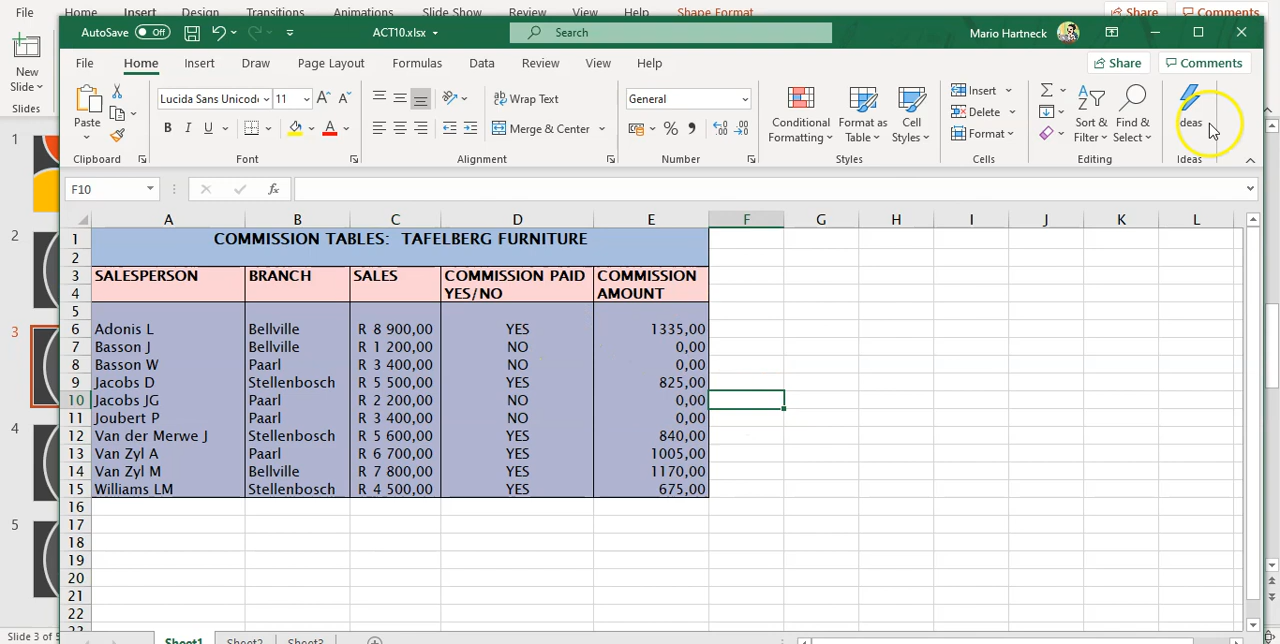 File Home Insert Design Transitions Animations Slide Show Review View Help Shape Format Share Comments
New
Slide
Slides
1
2
3
4
5
Slide 3 of 5
AutoSave Off ACT10.xlsx Search Mario Hartneck
File Home Insert Draw Page Layout Formulas Data Review View Help Share Comments
Paste
Clipboard
Lucida Sans Unicod 11 A A
B I U A
Font
ab Wrap Text
Merge & Center
Alignment
General
% 9
Number
Conditional
Formatting
Format as
Table
Cell
Styles
Styles
Insert
Delete
Format
Cells
Sort &
Filter
Find &
Select
Editing
Ideas
Ideas
F10 fx
A B C D E F G H I J K L
1 COMMISSION TABLES: TAFELBERG FURNITURE
2
3 SALESPERSON BRANCH SALES COMMISSION PAID COMMISSION
4 YES/NO AMOUNT
5
6 Adonis L Bellville R 8 900,00 YES 1335,00
7 Basson J Bellville R 1 200,00 NO 0,00
8 Basson W Paarl R 3 400,00 NO 0,00
9 Jacobs D Stellenbosch R 5 500,00 YES 825,00
10 Jacobs JG Paarl R 2 200,00 NO 0,00
11 Joubert P Paarl R 3 400,00 NO 0,00
12 Van der Merwe J Stellenbosch R 5 600,00 YES 840,00
13 Van Zyl A Paarl R 6 700,00 YES 1005,00
14 Van Zyl M Bellville R 7 800,00 YES 1170,00
15 Williams LM Stellenbosch R 4 500,00 YES 675,00
16
17
18
19
20
21
22
23
Sheet1 Sheet2 Sheet3